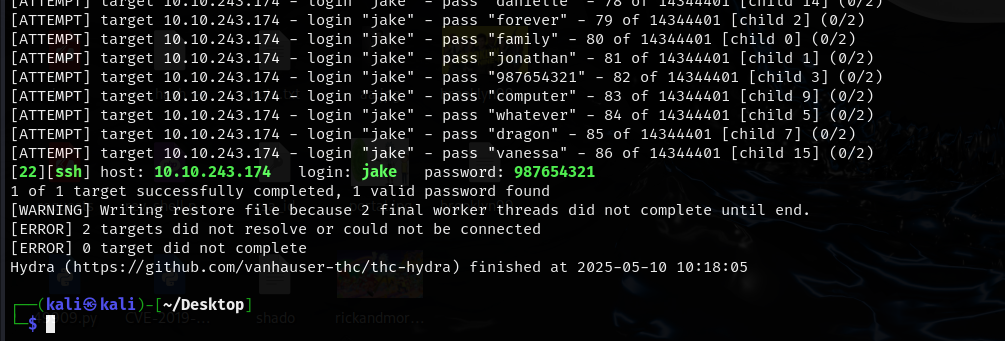 [ATTEMPT] target 10.10.243.174 - login "jake" - pass "danielle" - 78 of 14344401 [child 14] (0/2)
[ATTEMPT] target 10.10.243.174 - login "jake" - pass "forever" - 79 of 14344401 [child 2] (0/2)
[ATTEMPT] target 10.10.243.174 - login "jake" - pass "family" - 80 of 14344401 [child 0] (0/2)
[ATTEMPT] target 10.10.243.174 - login "jake" - pass "jonathan" - 81 of 14344401 [child 1] (0/2)
[ATTEMPT] target 10.10.243.174 - login "jake" - pass "987654321" - 82 of 14344401 [child 3] (0/2)
[ATTEMPT] target 10.10.243.174 - login "jake" - pass "computer" - 83 of 14344401 [child 9] (0/2)
[ATTEMPT] target 10.10.243.174 - login "jake" - pass "whatever" - 84 of 14344401 [child 5] (0/2)
[ATTEMPT] target 10.10.243.174 - login "jake" - pass "dragon" - 85 of 14344401 [child 7] (0/2)
[ATTEMPT] target 10.10.243.174 - login "jake" - pass "vanessa" - 86 of 14344401 [child 15] (0/2)
[22][ssh] host: 10.10.243.174   login: jake   password: 987654321
1 of 1 target successfully completed, 1 valid password found
[WARNING] Writing restore file because 2 final worker threads did not complete until end.
[ERROR] 2 targets did not resolve or could not be connected
[ERROR] 0 target did not complete
Hydra (https://github.com/vanhauser-thc/thc-hydra) finished at 2025-05-10 10:18:05
(kali㉿kali)-[~/Desktop]
$
CVE-2019-... shado rickandmor...